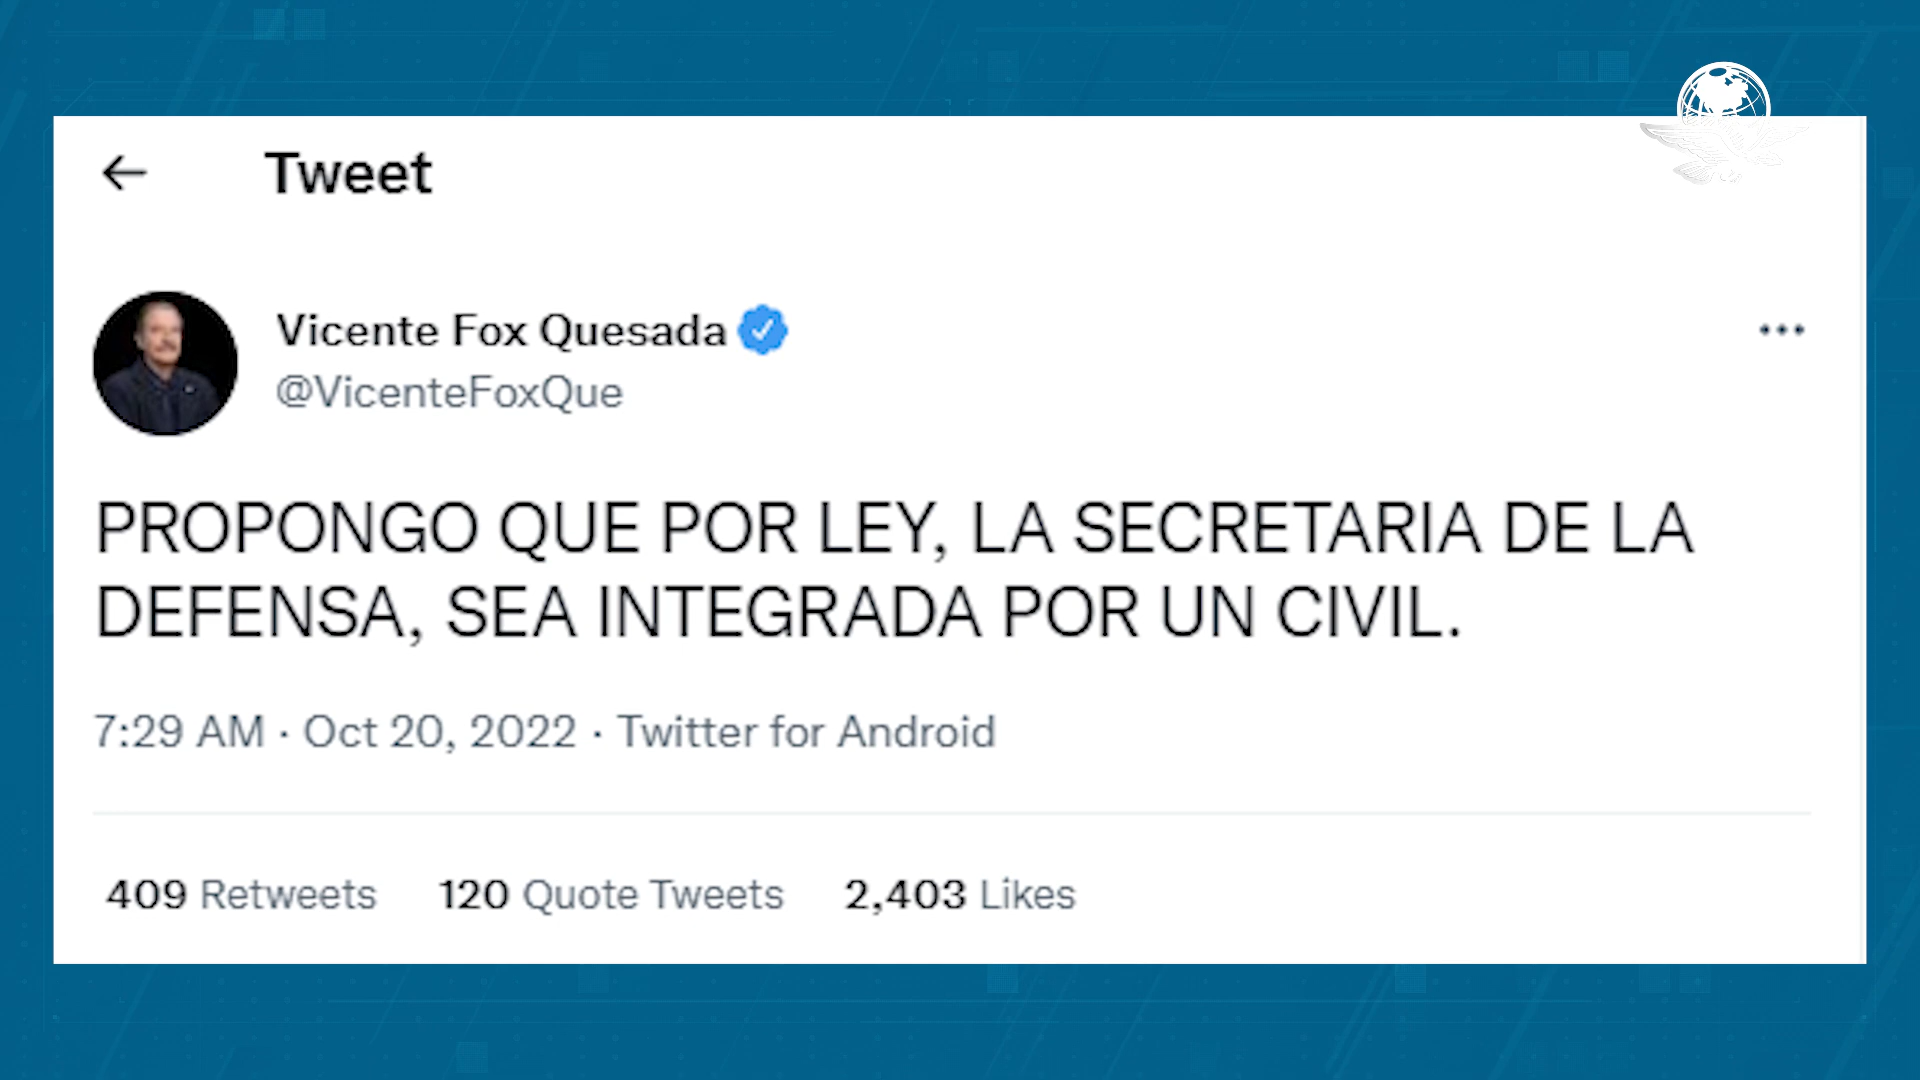 Tweet
Vicente Fox Quesada
@VicenteFoxQue
PROPONGO QUE POR LEY, LA SECRETARIA DE LA
DEFENSA, SEA INTEGRADA POR UN CIVIL.
7:29 AM · Oct 20, 2022 · Twitter for Android
409 Retweets 120 Quote Tweets 2,403 Likes